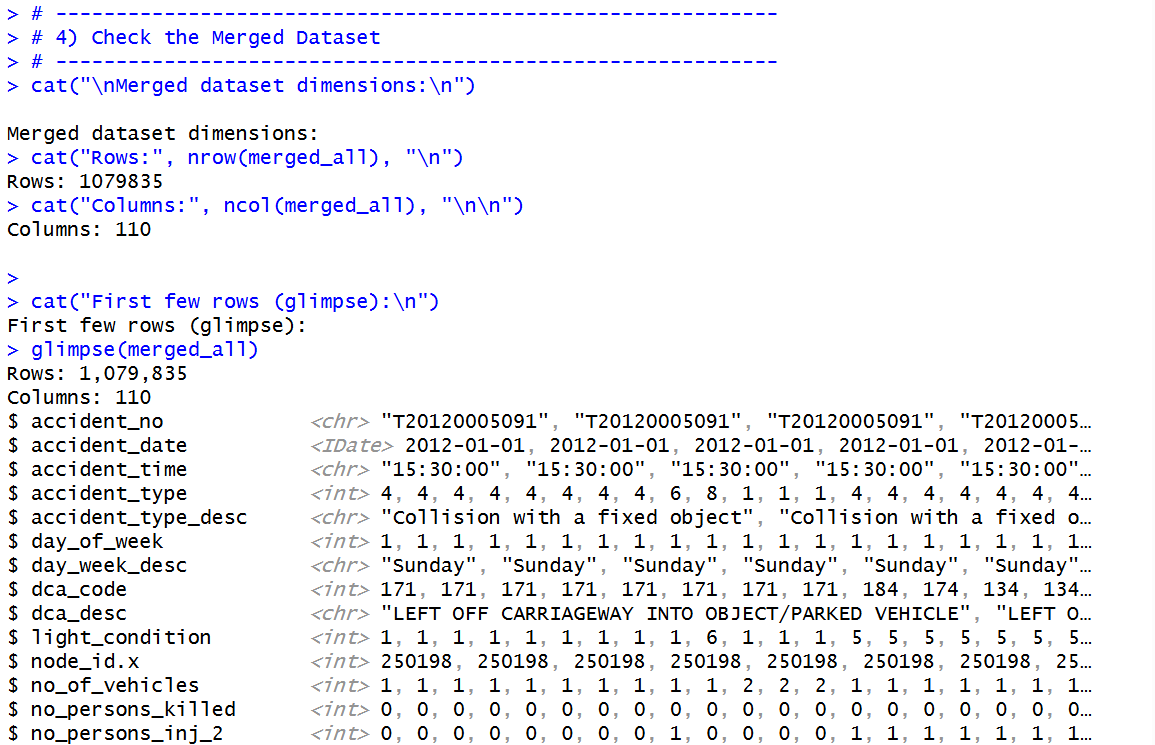 > # ------------------------------------------------------------
> # 4) Check the Merged Dataset
> # ------------------------------------------------------------
> cat("\nMerged dataset dimensions:\n")
Merged dataset dimensions:
> cat("Rows:", nrow(merged_all), "\n")
Rows: 1079835
> cat("Columns:", ncol(merged_all), "\n\n")
Columns: 110
>
> cat("First few rows (glimpse):\n")
First few rows (glimpse):
> glimpse(merged_all)
Rows: 1,079,835
Columns: 110
$ accident_no <chr> "T20120005091", "T20120005091", "T20120005091", "T20120005…
$ accident_date <IDate> 2012-01-01, 2012-01-01, 2012-01-01, 2012-01-01, 2012-01-…
$ accident_time <chr> "15:30:00", "15:30:00", "15:30:00", "15:30:00", "15:30:00"…
$ accident_type <int> 4, 4, 4, 4, 4, 4, 4, 4, 6, 8, 1, 1, 1, 4, 4, 4, 4, 4, 4, 4…
$ accident_type_desc <chr> "Collision with a fixed object", "Collision with a fixed o…
$ day_of_week <int> 1, 1, 1, 1, 1, 1, 1, 1, 1, 1, 1, 1, 1, 1, 1, 1, 1, 1, 1, 1…
$ day_week_desc <chr> "Sunday", "Sunday", "Sunday", "Sunday", "Sunday", "Sunday"…
$ dca_code <int> 171, 171, 171, 171, 171, 171, 171, 171, 184, 174, 134, 134…
$ dca_desc <chr> "LEFT OFF CARRIAGEWAY INTO OBJECT/PARKED VEHICLE", "LEFT O…
$ light_condition <int> 1, 1, 1, 1, 1, 1, 1, 1, 1, 6, 1, 1, 1, 5, 5, 5, 5, 5, 5, 5…
$ node_id.x <int> 250198, 250198, 250198, 250198, 250198, 250198, 250198, 25…
$ no_of_vehicles <int> 1, 1, 1, 1, 1, 1, 1, 1, 1, 1, 2, 2, 2, 1, 1, 1, 1, 1, 1, 1…
$ no_persons_killed <int> 0, 0, 0, 0, 0, 0, 0, 0, 0, 0, 0, 0, 0, 0, 0, 0, 0, 0, 0, 0…
$ no_persons_inj_2 <int> 0, 0, 0, 0, 0, 0, 0, 0, 1, 0, 0, 0, 0, 1, 1, 1, 1, 1, 1, 1…